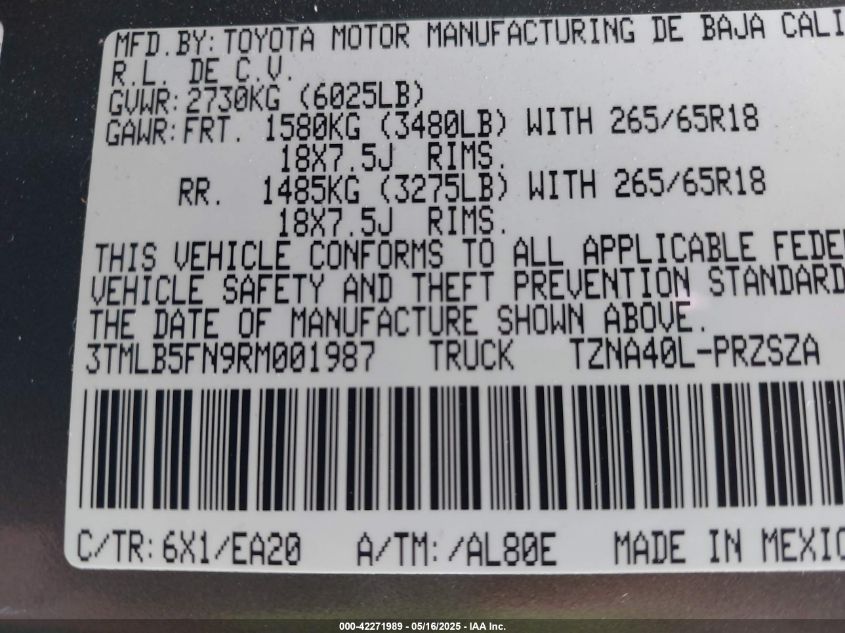 MFD.BY: TOYOTA MOTOR MANUFACTURING DE BAJA CALI
R.L. DE C.V.
GVWR: 2730KG (6025LB)
GAWR: FRT. 1580KG (3480LB) WITH 265/65R18
18X7.5J RIMS.
RR. 1485KG (3275LB) WITH 265/65R18
18X7.5J RIMS.
THIS VEHICLE CONFORMS TO ALL APPLICABLE FEDE
VEHICLE SAFETY AND THEFT PREVENTION STANDARD
THE DATE OF MANUFACTURE SHOWN ABOVE.
3TMLB5FN9RM001987 TRUCK TZNA40L-PRZSZA
C/TR: 6X1/EA20 A/TM: /AL80E MADE IN MEXIC
000-42271989 - 05/16/2025 - IAA Inc.